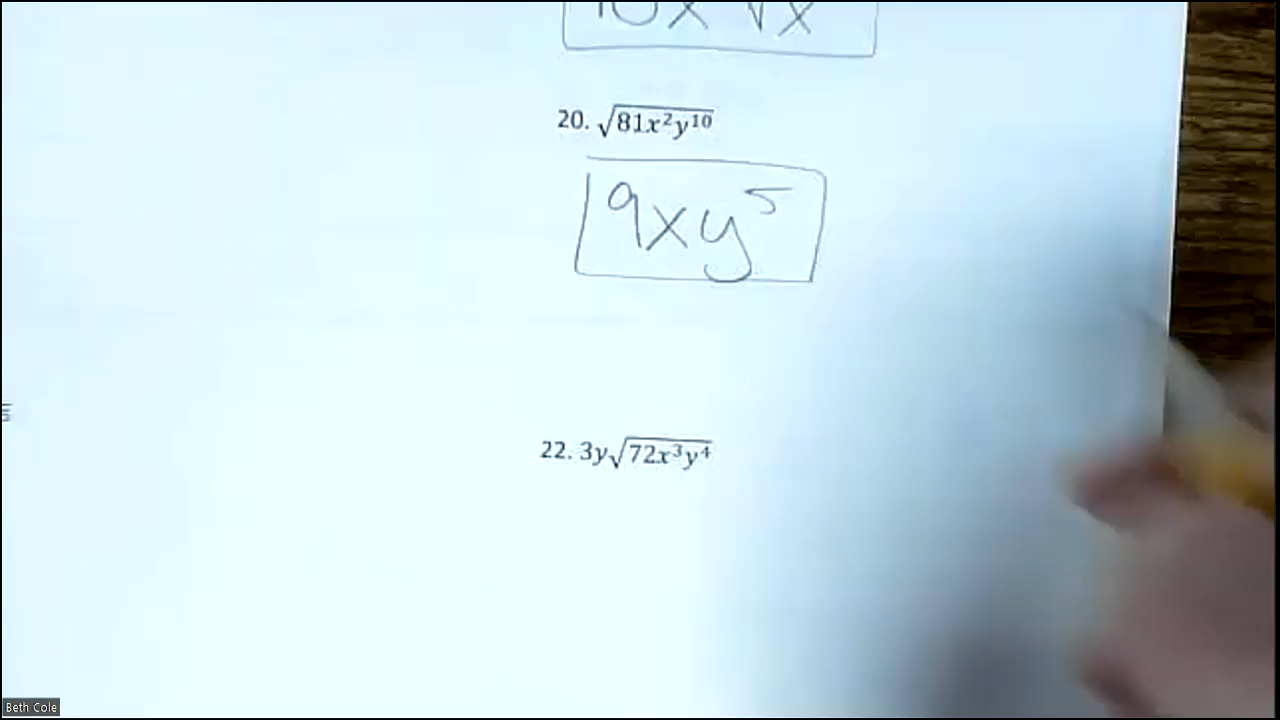 20. √81x²y¹⁰
9xy⁵
22. 3y√72x³y⁴
Beth Cole